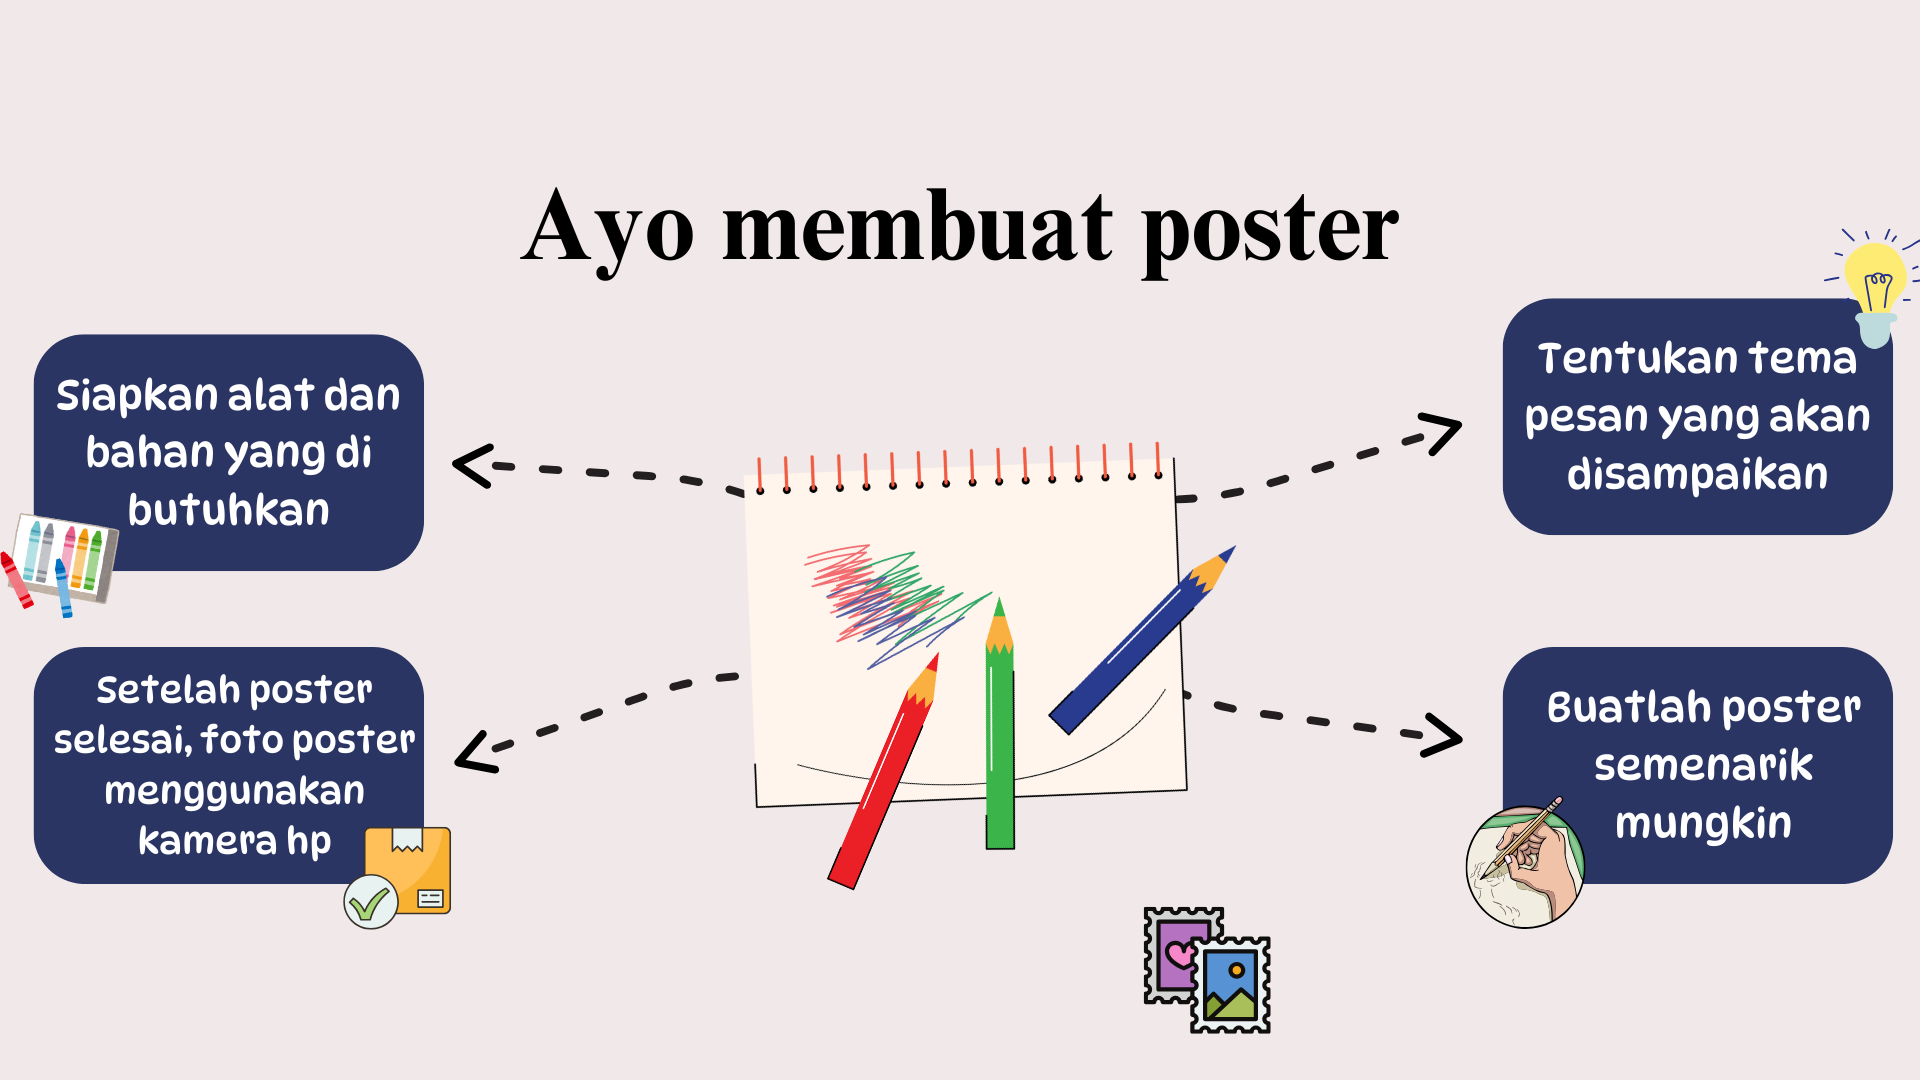 Ayo membuat poster
Siapkan alat dan
bahan yang di
butuhkan
Tentukan tema
pesan yang akan
disampaikan
Setelah poster
selesai, foto poster
menggunakan
kamera hp
Buatlah poster
semenarik
mungkin